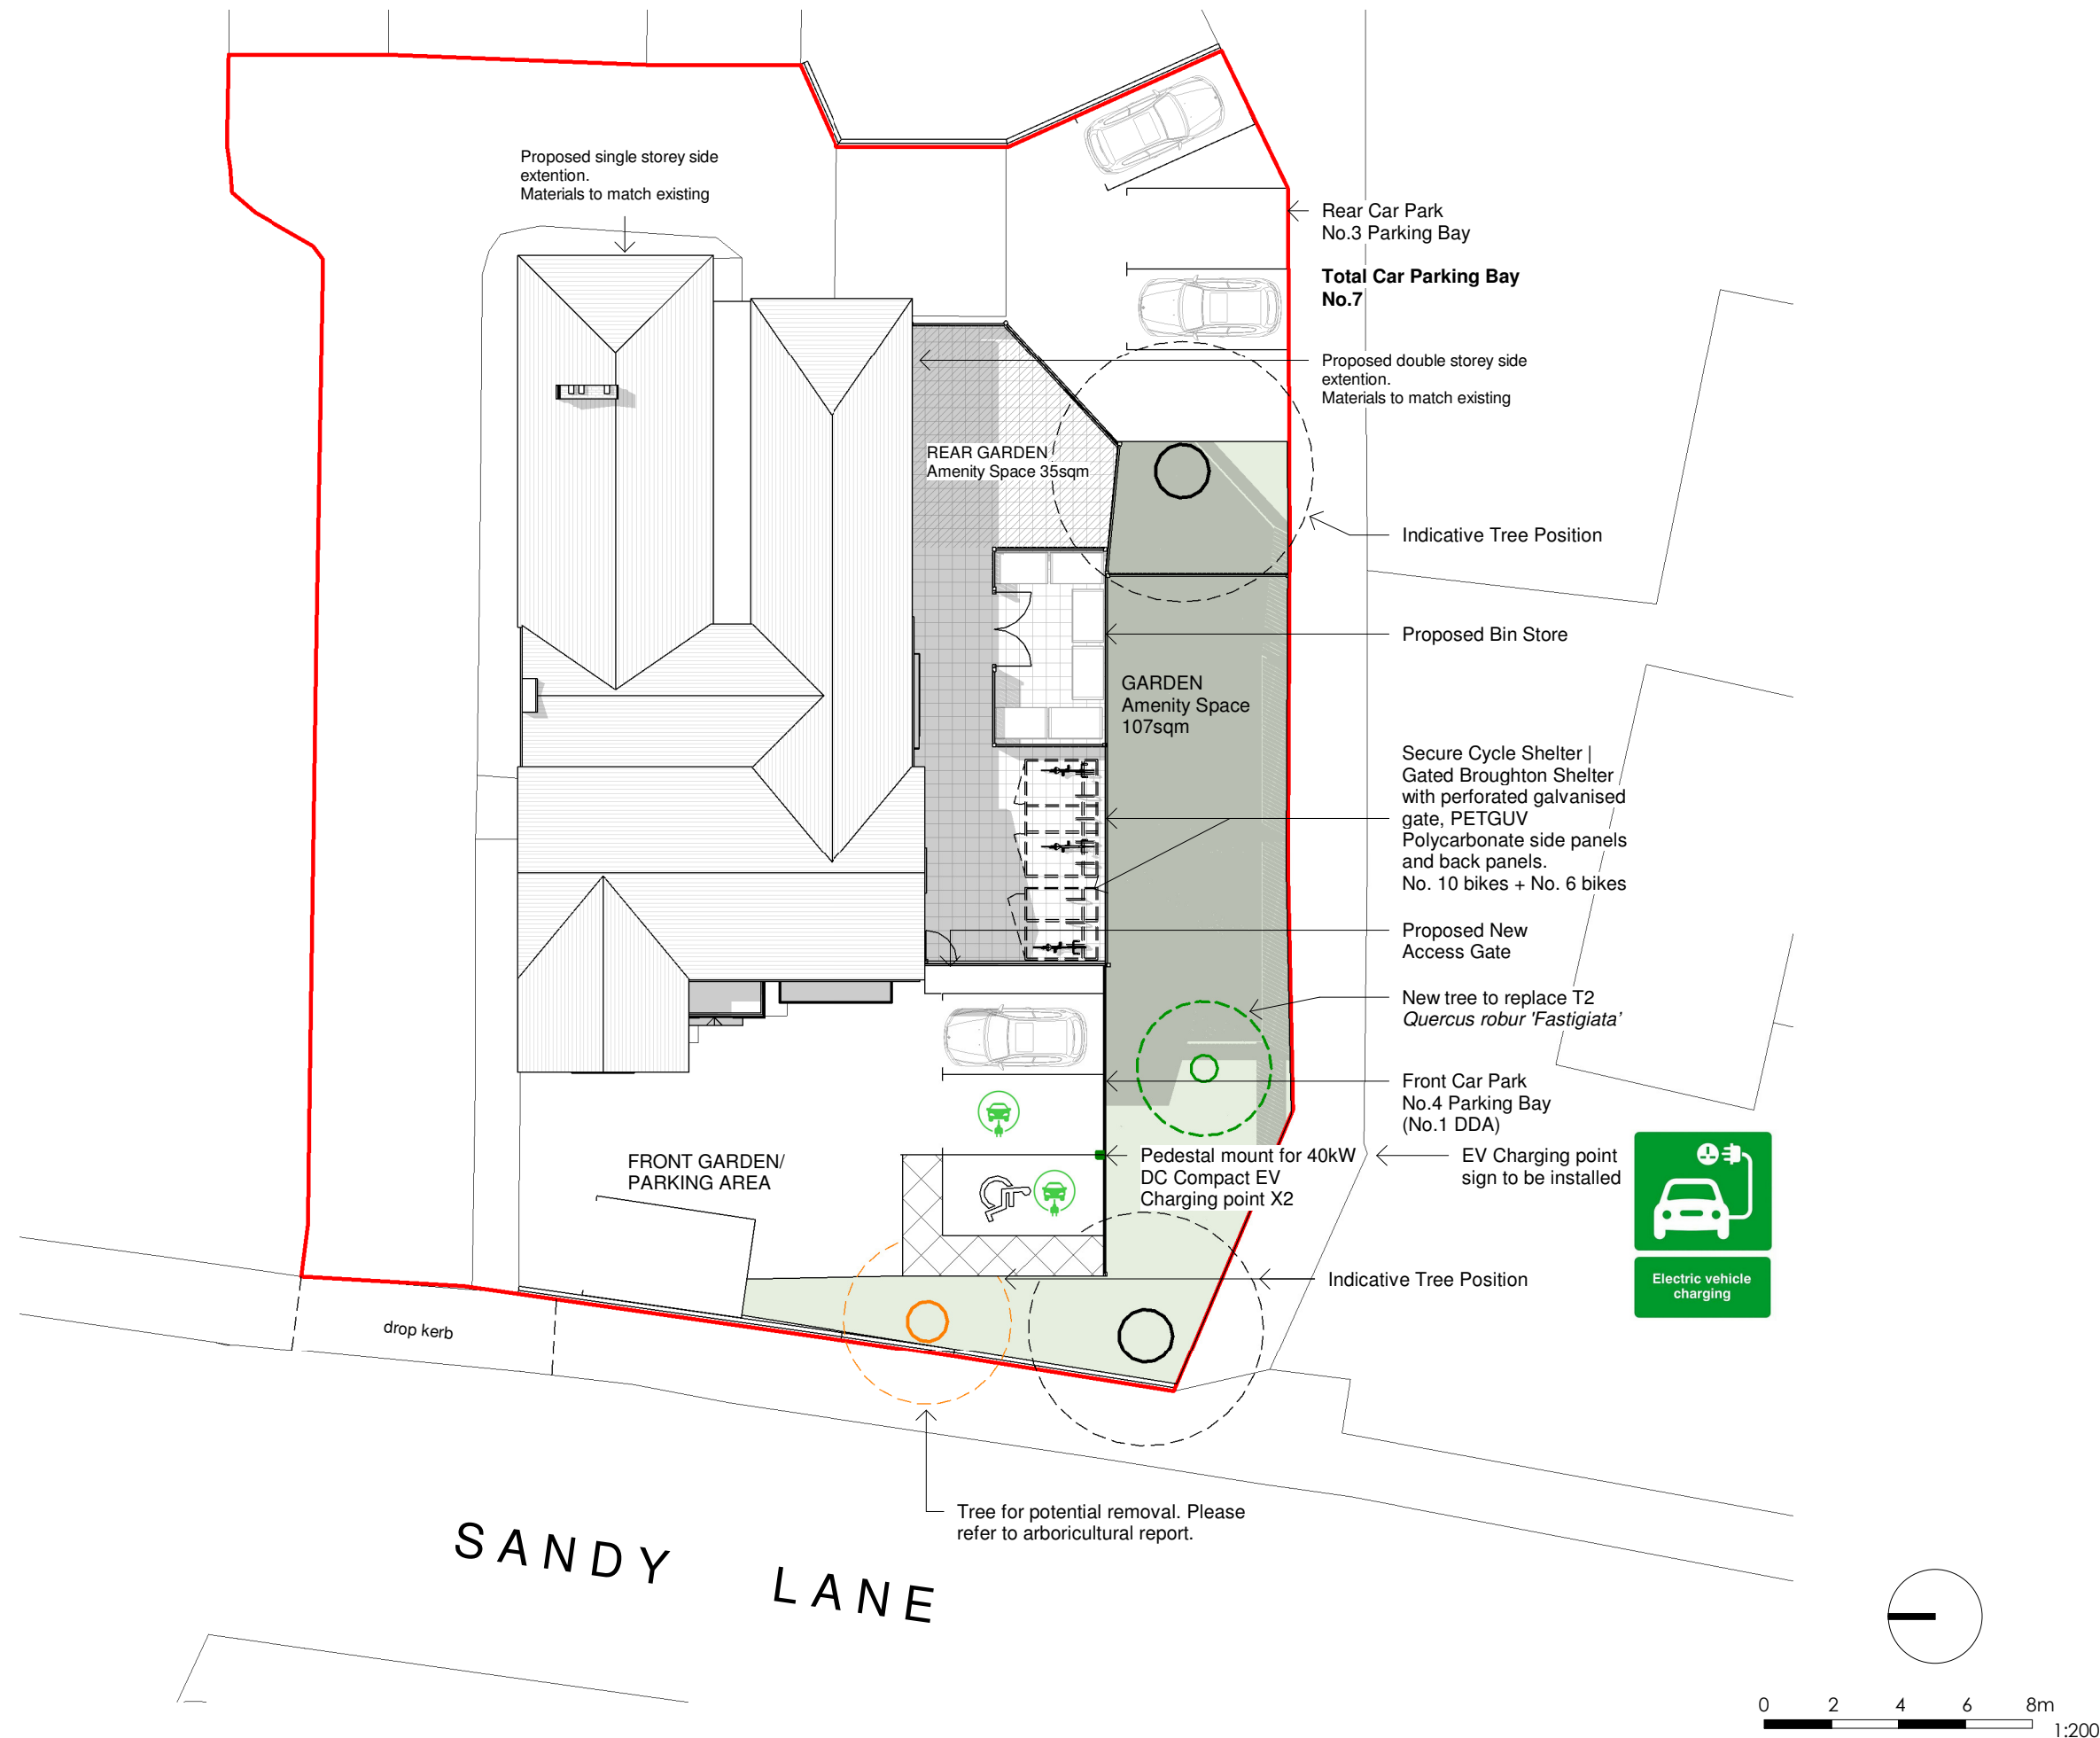 Proposed single storey side
extention.
Materials to match existing
Rear Car Park
No.3 Parking Bay
Total Car Parking Bay
No.7
Proposed double storey side
extention.
Materials to match existing
REAR GARDEN
Amenity Space 35sqm
Indicative Tree Position
Proposed Bin Store
GARDEN
Amenity Space
107sqm
Secure Cycle Shelter |
Gated Broughton Shelter
with perforated galvanised
gate, PETGUV
Polycarbonate side panels
and back panels.
No. 10 bikes + No. 6 bikes
Proposed New
Access Gate
New tree to replace T2
Quercus robur 'Fastigiata'
Front Car Park
No.4 Parking Bay
(No.1 DDA)
FRONT GARDEN/
PARKING AREA
Pedestal mount for 40kW
DC Compact EV
Charging point X2
EV Charging point
sign to be installed
Electric vehicle
charging
Indicative Tree Position
drop kerb
Tree for potential removal. Please
refer to arboricultural report.
SANDY LANE
0 2 4 6 8m
1:200